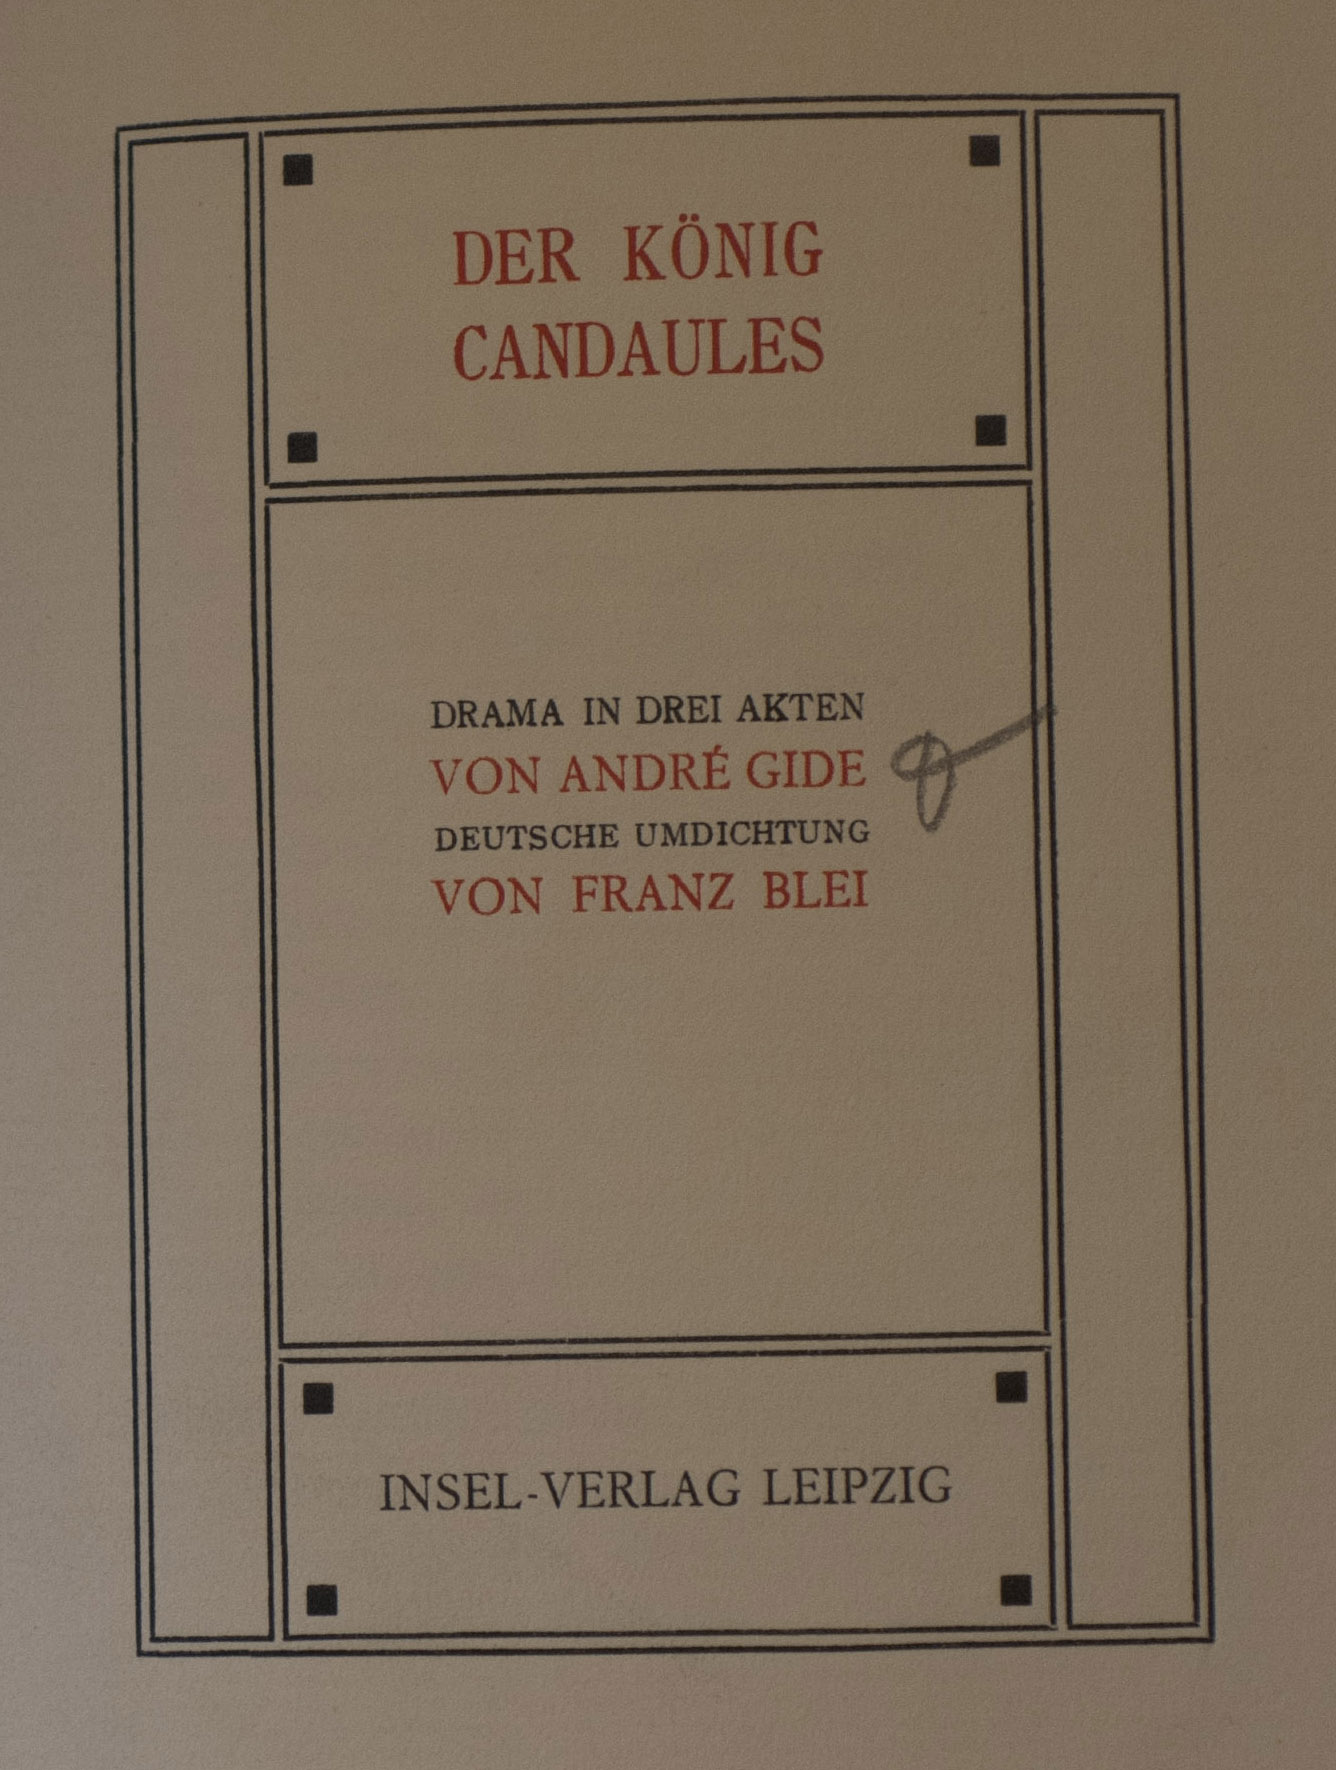 DER KÖNIG
CANDAULES
DRAMA IN DREI AKTEN
VON ANDRÉ GIDE
DEUTSCHE UMDICHTUNG
VON FRANZ BLEI
INSEL-VERLAG LEIPZIG